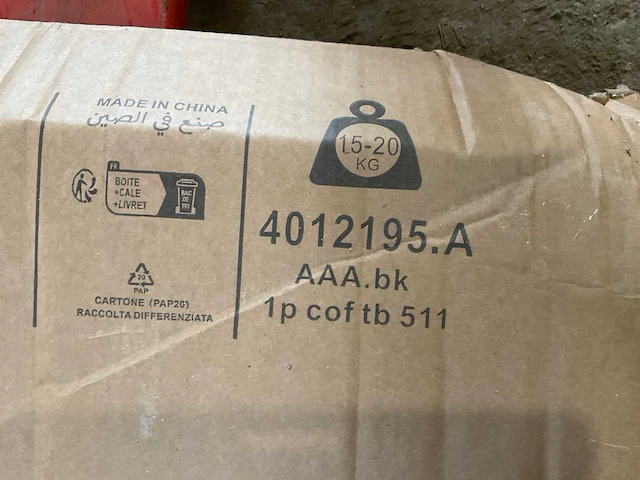 MADE IN CHINA
صنع في الصين
FR
BOITE
+CALE
+LIVRET
BAC
DE
TRI
20
PAP
CARTONE (PAP20)
RACCOLTA DIFFERENZIATA
15-20
KG
4012195.A
AAA.bk
1p cof tb 511